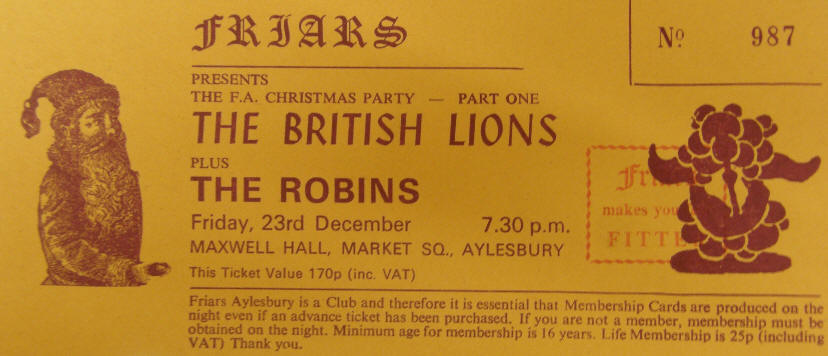 FRIARS
Nº 987
PRESENTS
THE F.A. CHRISTMAS PARTY — PART ONE
THE BRITISH LIONS
PLUS
THE ROBINS
Friday, 23rd December 7.30 p.m.
MAXWELL HALL, MARKET SQ., AYLESBURY
This Ticket Value 170p (inc. VAT)
makes you
Friars Aylesbury is a Club and therefore it is essential that Membership Cards are produced on the
night even if an advance ticket has been purchased. If you are not a member, membership must be
obtained on the night. Minimum age for membership is 16 years. Life Membership is 25p (including
VAT) Thank you.